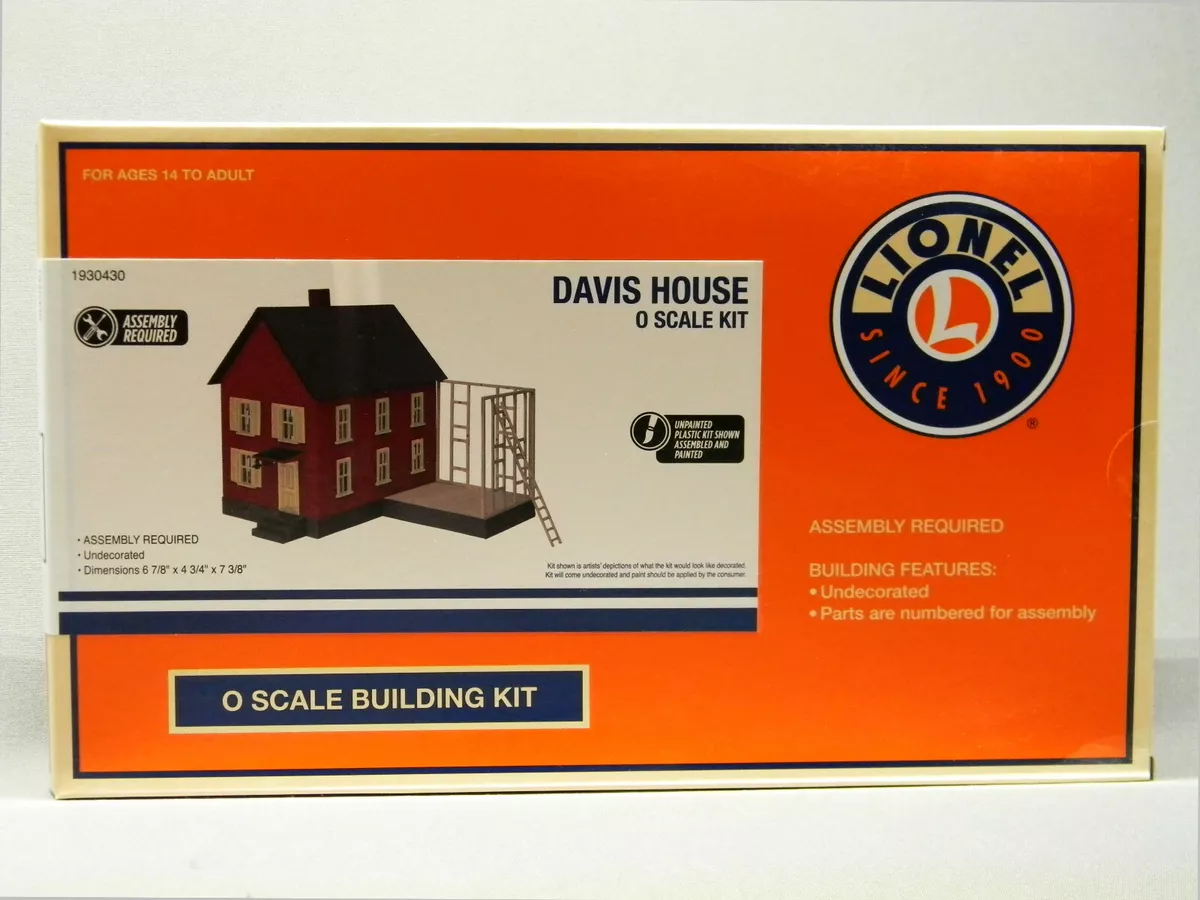 FOR AGES 14 TO ADULT
1930430
ASSEMBLY
REQUIRED
DAVIS HOUSE
O SCALE KIT
UNPAINTED
PLASTIC KIT SHOWN
ASSEMBLED AND
PAINTED
• ASSEMBLY REQUIRED
• Undecorated
• Dimensions 6 7/8" x 4 3/4" x 7 3/8"
Kit shown is artists' depictions of what the kit would look like decorated.
Kit will come undecorated and paint should be applied by the consumer.
O SCALE BUILDING KIT
LIONEL
L
SINCE 1900
®
ASSEMBLY REQUIRED
BUILDING FEATURES:
• Undecorated
• Parts are numbered for assembly